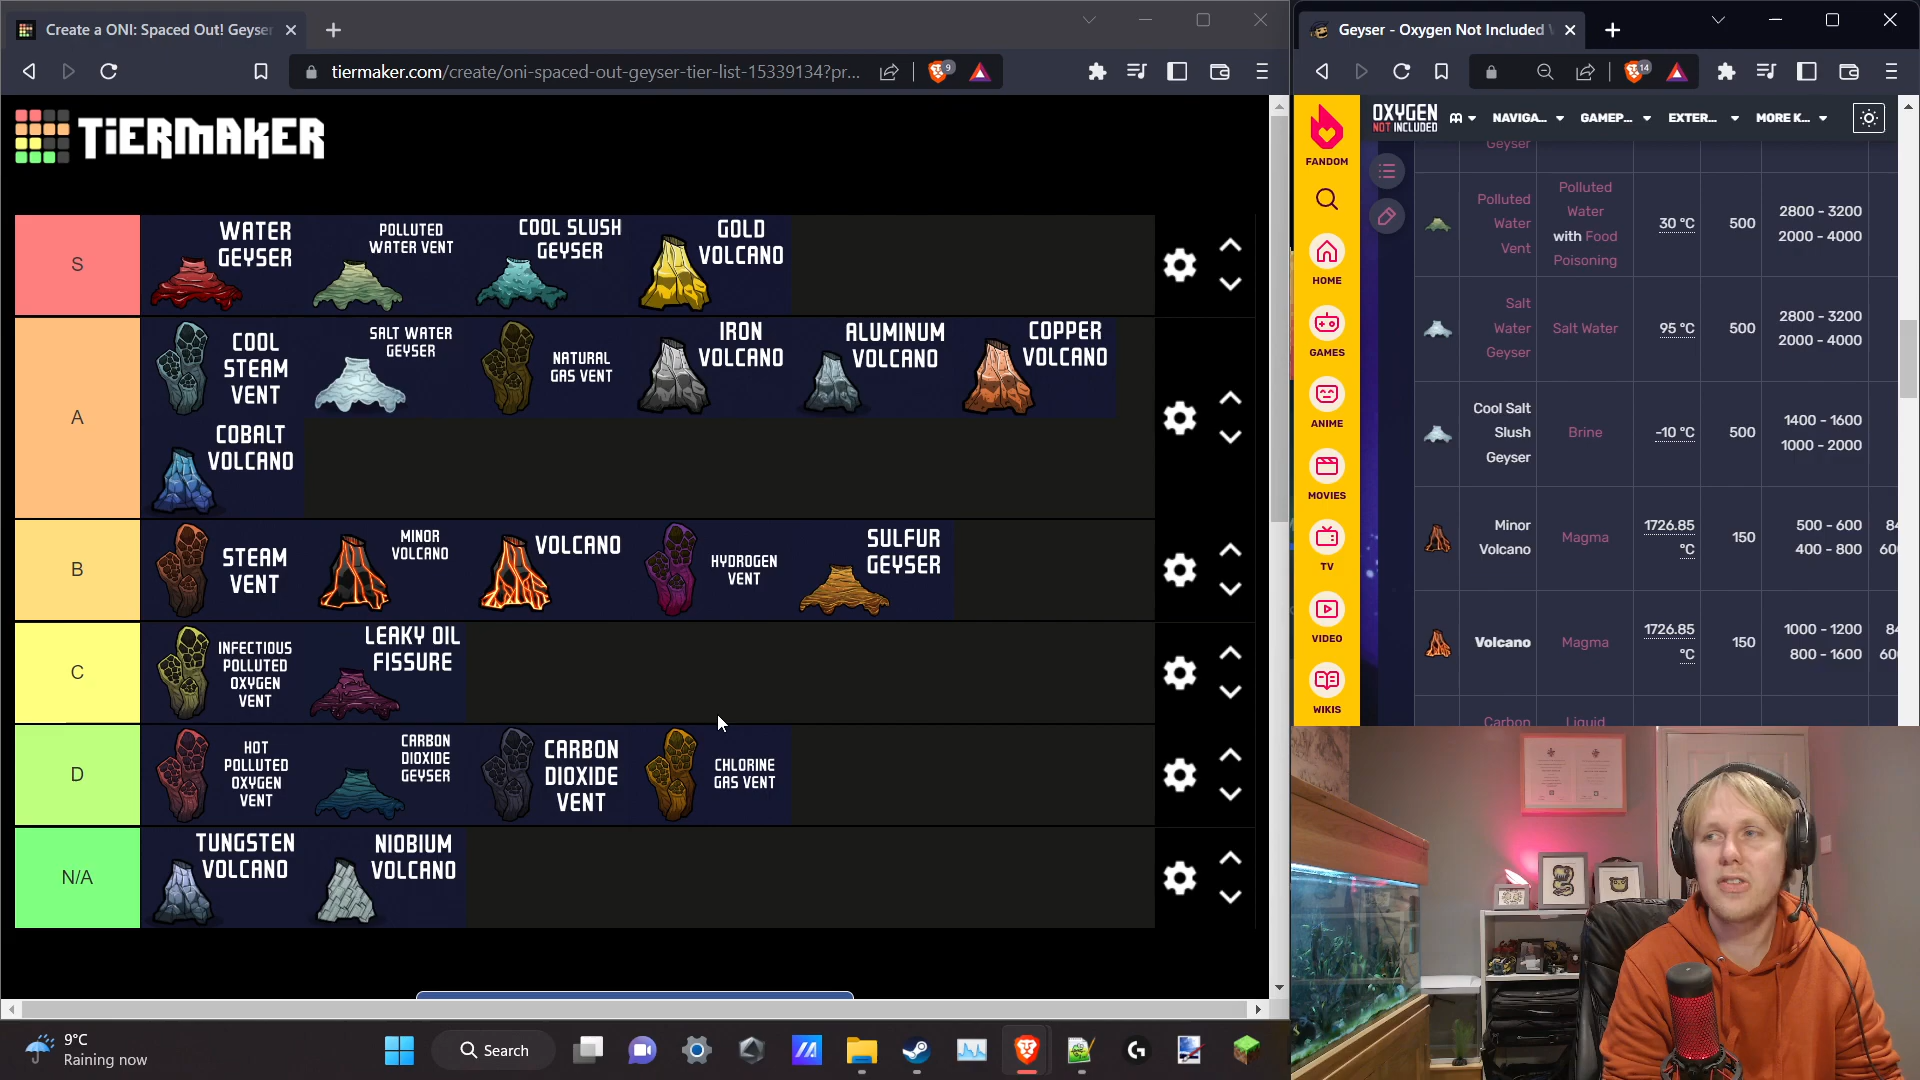 Create a ONI: Spaced Out! Geyser
tiermaker.com/create/oni-spaced-out-geyser-tier-list-15339134?pr...
9
TIERMAKER
S
WATER
GEYSER
POLLUTED
WATER VENT
COOL SLUSH
GEYSER
GOLD
VOLCANO
A
COOL
STEAM
VENT
SALT WATER
GEYSER
NATURAL
GAS VENT
IRON
VOLCANO
ALUMINUM
VOLCANO
COPPER
VOLCANO
COBALT
VOLCANO
B
STEAM
VENT
MINOR
VOLCANO
VOLCANO
HYDROGEN
VENT
SULFUR
GEYSER
C
INFECTIOUS
POLLUTED
OXYGEN
VENT
LEAKY OIL
FISSURE
D
HOT
POLLUTED
OXYGEN
VENT
CARBON
DIOXIDE
GEYSER
CARBON
DIOXIDE
VENT
CHLORINE
GAS VENT
N/A
TUNGSTEN
VOLCANO
NIOBIUM
VOLCANO
Geyser - Oxygen Not Included
14
FANDOM
HOME
GAMES
ANIME
MOVIES
TV
VIDEO
WIKIS
OXYGEN
NOT INCLUDED
NAVIGA...
GAMEP...
EXTER...
MORE K...
Geyser
Polluted
Water
Vent
Polluted
Water
with Food
Poisoning
30 °C
500
2800 - 3200
2000 - 4000
Salt
Water
Geyser
Salt Water
95 °C
500
2800 - 3200
2000 - 4000
Cool Salt
Slush
Geyser
Brine
-10 °C
500
1400 - 1600
1000 - 2000
Minor
Volcano
Magma
1726.85
°C
150
500 - 600
400 - 800
84
60
Volcano
Magma
1726.85
°C
150
1000 - 1200
800 - 1600
84
60
Carbon
Liquid
9°C
Raining now
Search